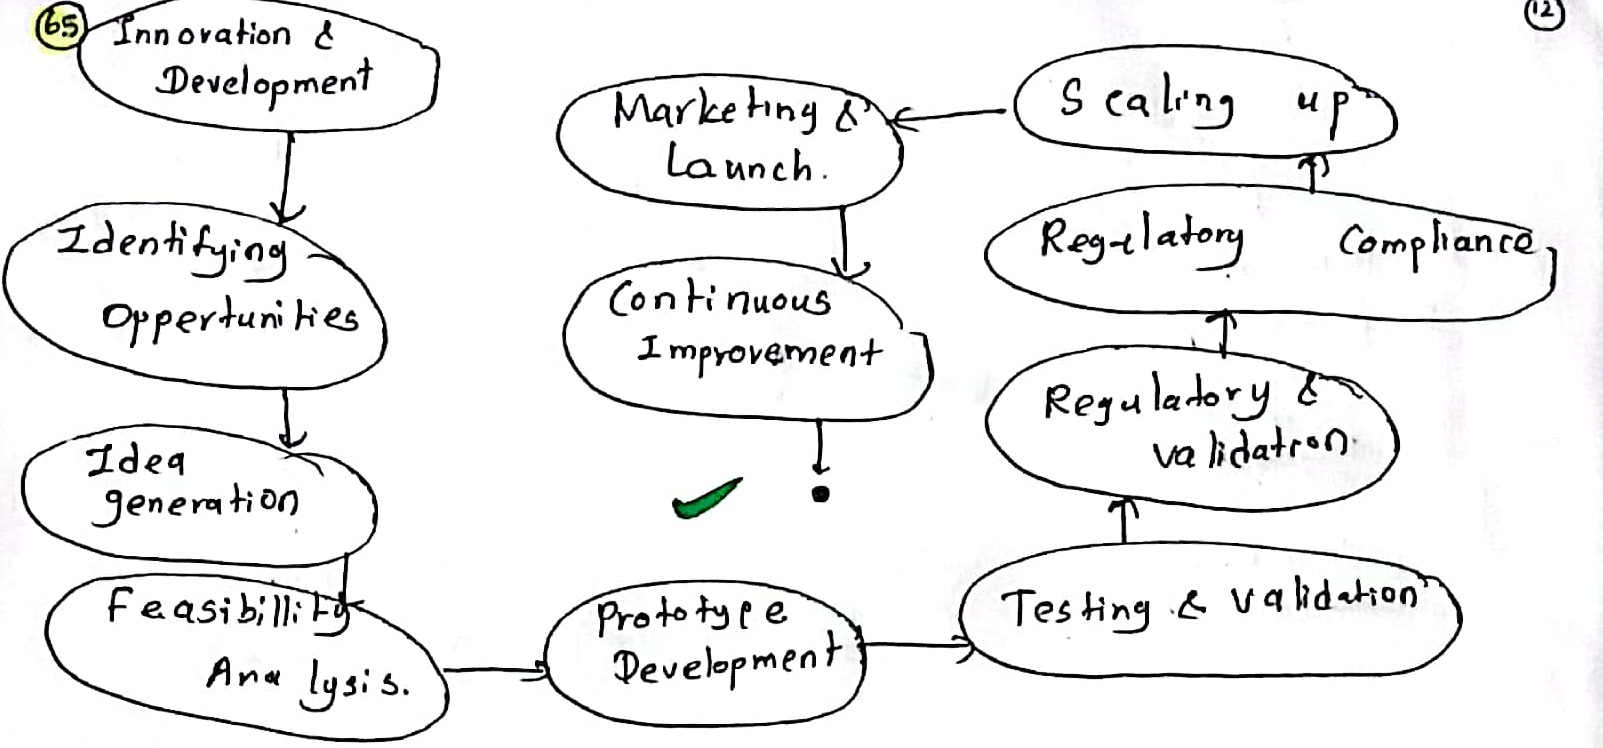 65
12
Innovation &
Development
Identifying
Oppertunities
Idea
generation
Feasibillity
Analysis.
Prototype
Development
Testing & validation
Regulatory &
validation
Regulatory Compliance
Scaling up
Marketing &
Launch.
Continuous
Improvement